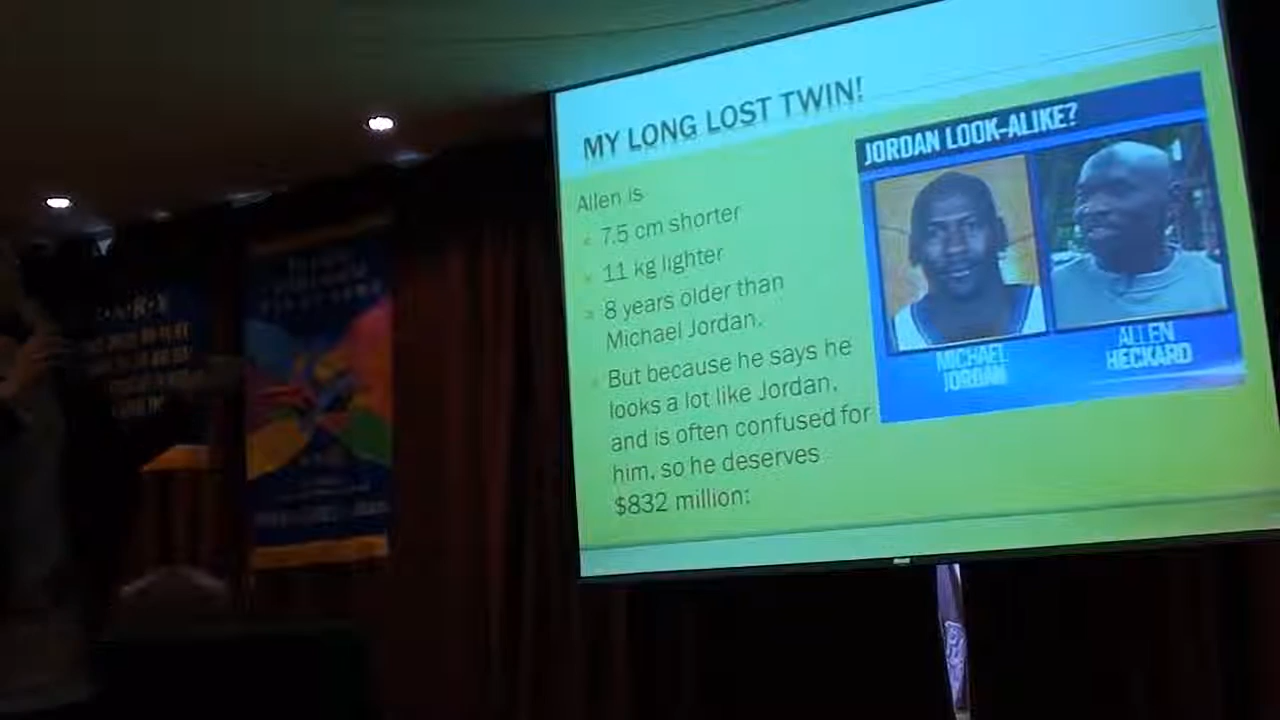 MY LONG LOST TWIN!
Allen is
7.5 cm shorter
11 kg lighter
8 years older than
Michael Jordan.
But because he says he
looks a lot like Jordan,
and is often confused for
him, so he deserves
$832 million:
JORDAN LOOK-ALIKE?
MICHAEL
JORDAN
ALLEN
HECKARD